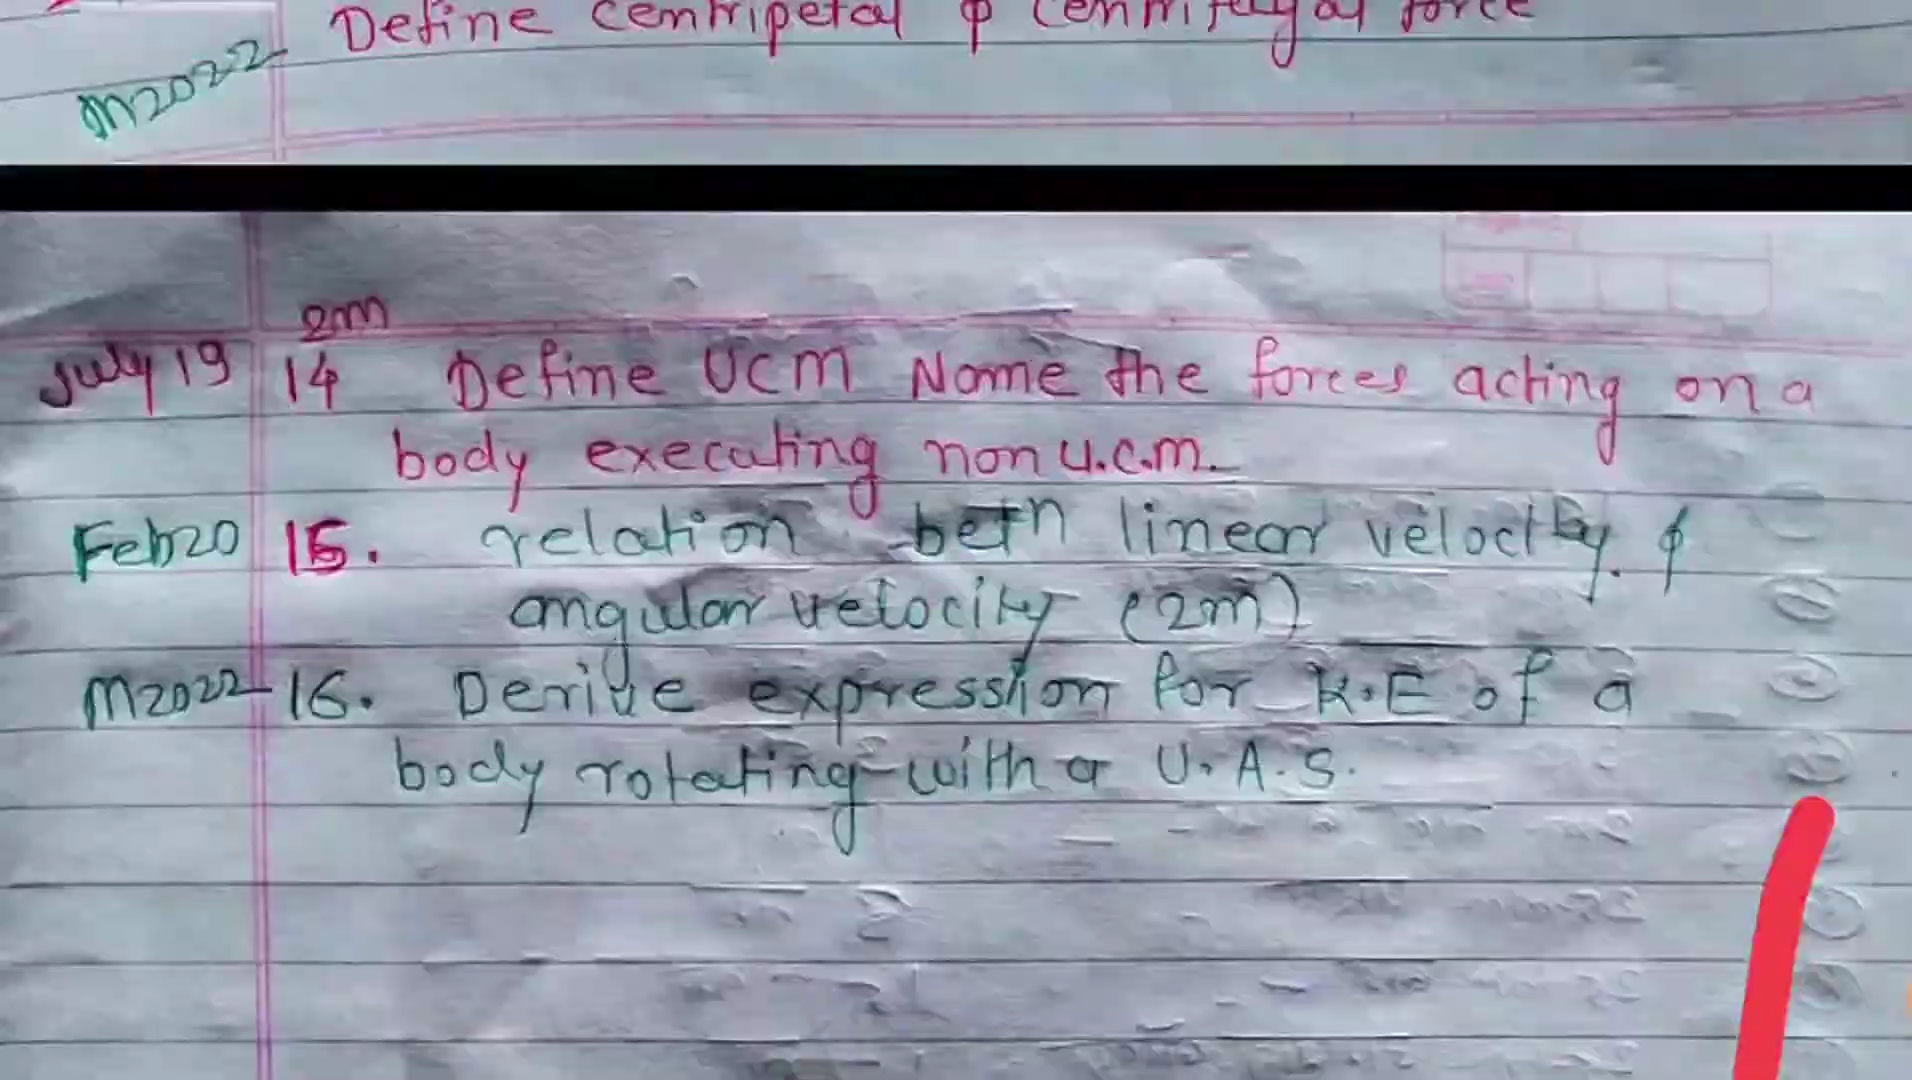 Define Centripetal & Centrifugal force
M2022
2m
July 19 14 Define UCM Name the forces acting on a
body executing non u.c.m.
Feb20 15. relation betn linear velocity. &
angular velocity (2m)
M2022 16. Derive expression for K.E of a
body rotating with a U.A.S.